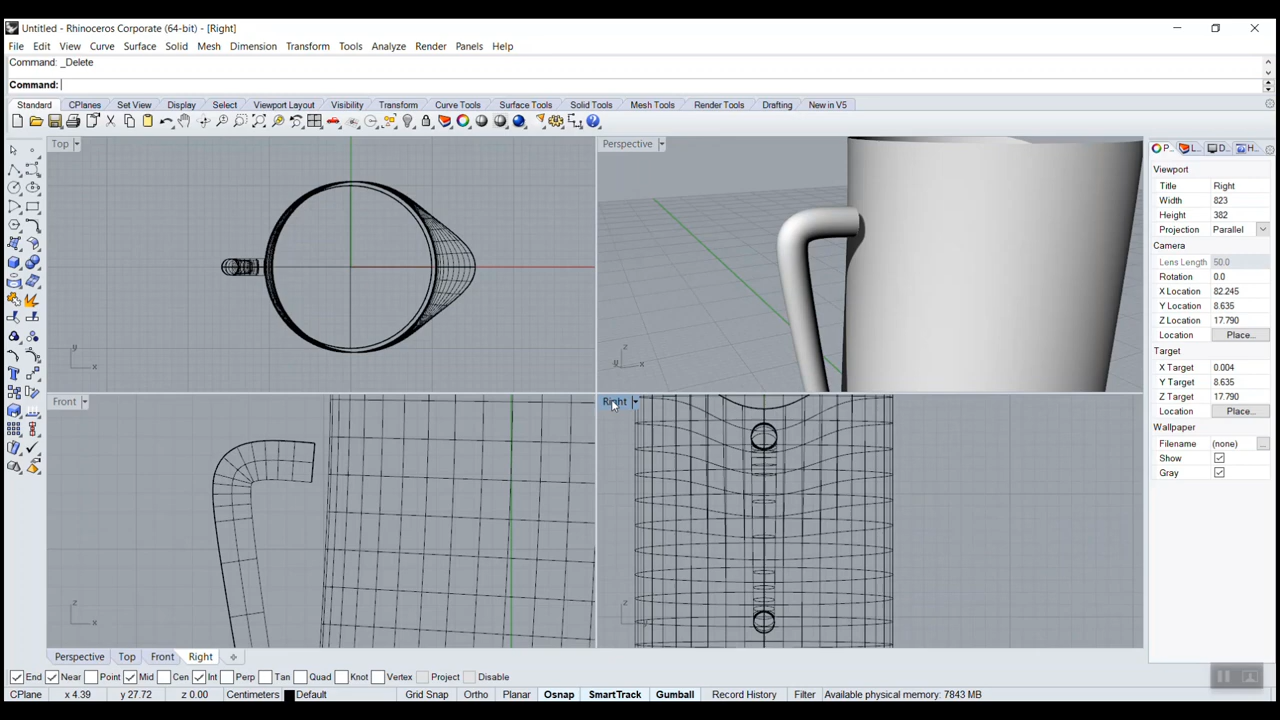 Untitled - Rhinoceros Corporate (64-bit) - [Right]
File Edit View Curve Surface Solid Mesh Dimension Transform Tools Analyze Render Panels Help
Command: _Delete
Command:
Standard CPlanes Set View Display Select Viewport Layout Visibility Transform Curve Tools Surface Tools Solid Tools Mesh Tools Render Tools Drafting New in V5
Top
Perspective
P... L... D... H...
Viewport
Title Right
Width 823
Height 382
Projection Parallel
Camera
Lens Length 50.0
Rotation 0.0
X Location 82.245
Y Location 8.635
Z Location 17.790
Location Place...
Target
X Target 0.004
Y Target 8.635
Z Target 17.790
Location Place...
Wallpaper
Filename (none)
Show
Gray
y
x
z
y
x
Front
Right
z
x
z
Perspective Top Front Right
End Near Point Mid Cen Int Perp Tan Quad Knot Vertex Project Disable
CPlane x 4.39 y 27.72 z 0.00 Centimeters Default Grid Snap Ortho Planar Osnap SmartTrack Gumball Record History Filter Available physical memory: 7843 MB